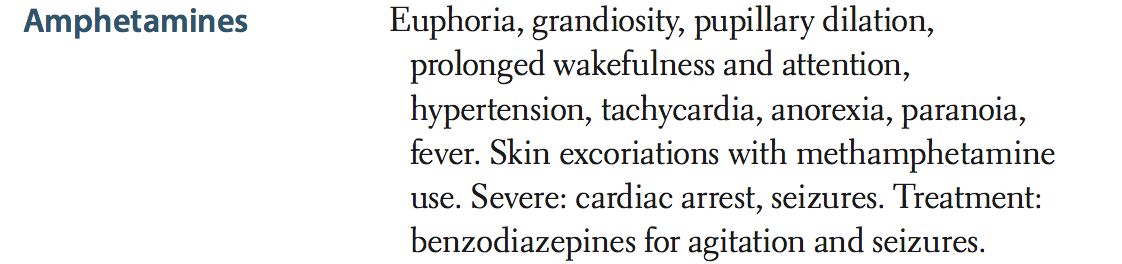 Amphetamines
Euphoria, grandiosity, pupillary dilation,
prolonged wakefulness and attention,
hypertension, tachycardia, anorexia, paranoia,
fever. Skin excoriations with methamphetamine
use. Severe: cardiac arrest, seizures. Treatment:
benzodiazepines for agitation and seizures.